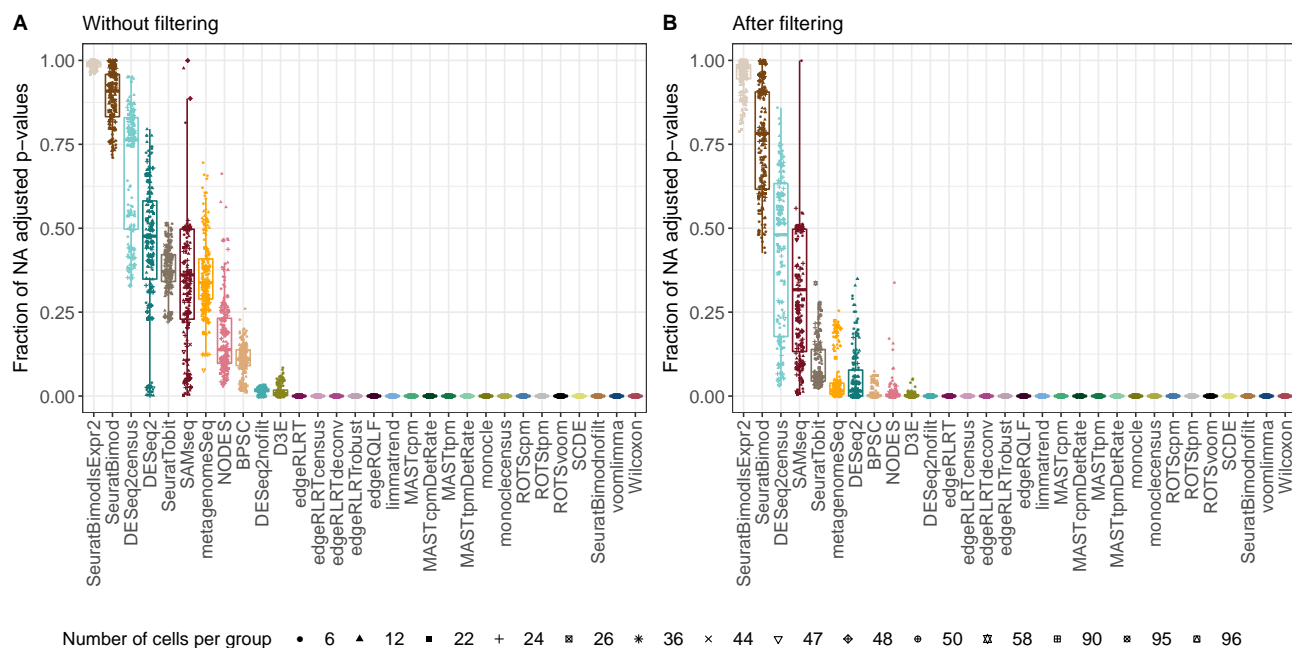 A Without filtering
Fraction of NA adjusted p−values
1.00
0.75
0.50
0.25
0.00
SeuratBimodIsExpr2
SeuratBimod
DESeq2census
DESeq2
SeuratTobit
SAMseq
metagenomeSeq
NODES
BPSC
D3E
DESeq2nofilt
edgeRLRT
edgeRLRTcensus
edgeRLRTdeconv
edgeRLRTrobust
edgeRQLF
limmatrend
MASTcpm
MASTcpmDetRate
MASTtpm
MASTtpmDetRate
monocle
monoclecensus
ROTScpm
ROTStpm
ROTSvoom
SCDE
SeuratBimodnofilt
voomlimma
Wilcoxon
B After filtering
Fraction of NA adjusted p−values
1.00
0.75
0.50
0.25
0.00
SeuratBimodIsExpr2
SeuratBimod
DESeq2census
SAMseq
SeuratTobit
metagenomeSeq
DESeq2
BPSC
NODES
D3E
DESeq2nofilt
edgeRLRT
edgeRLRTcensus
edgeRLRTdeconv
edgeRLRTrobust
edgeRQLF
limmatrend
MASTcpm
MASTcpmDetRate
MASTtpm
MASTtpmDetRate
monocle
monoclecensus
ROTScpm
ROTStpm
ROTSvoom
SCDE
SeuratBimodnofilt
voomlimma
Wilcoxon
Number of cells per group 6 12 22 24 26 36 44 47 48 50 58 90 95 96